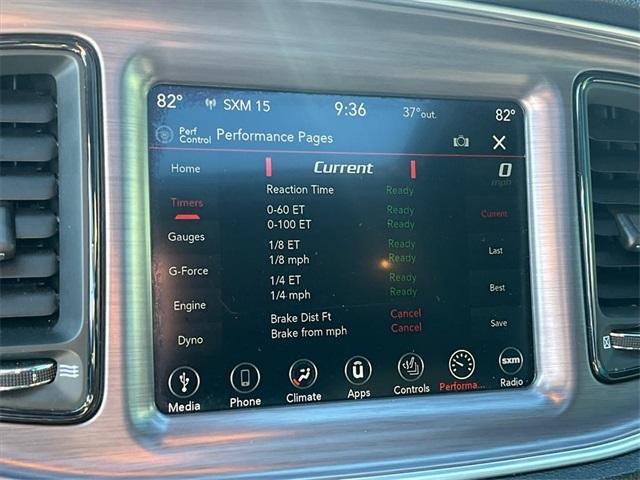 82° SXM 15 9:36 37°out. 82°
Perf Control Performance Pages X
Home Current 0 mph
Reaction Time Ready
Timers
0-60 ET Ready Current
0-100 ET Ready
Gauges
1/8 ET Ready
1/8 mph Ready Last
G-Force
1/4 ET Ready
1/4 mph Ready Best
Engine
Brake Dist Ft Cancel
Brake from mph Cancel Save
Dyno
Media Phone Climate Apps Controls Performa... Radio
sxm